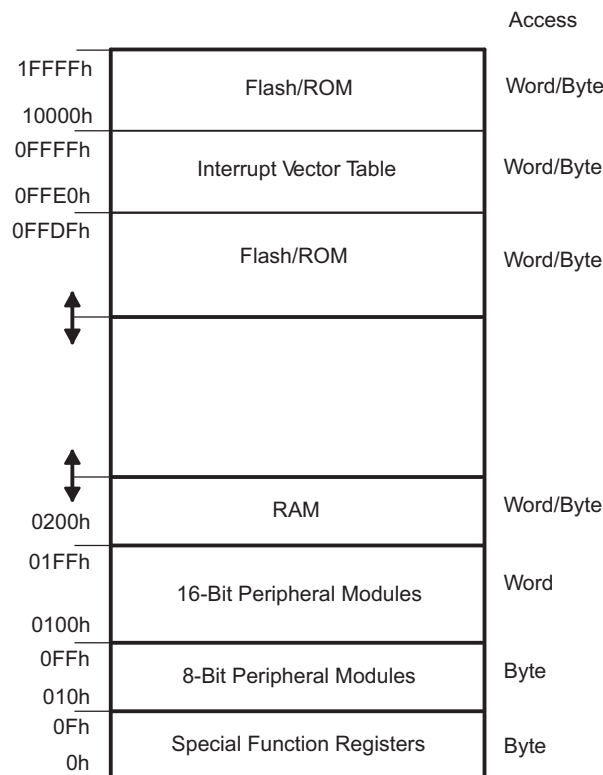 Access
1FFFFh
Flash/ROM
Word/Byte
10000h
0FFFFh
Interrupt Vector Table
Word/Byte
0FFE0h
0FFDFh
Flash/ROM
Word/Byte
RAM
Word/Byte
0200h
01FFh
16-Bit Peripheral Modules
Word
0100h
0FFh
8-Bit Peripheral Modules
Byte
010h
0Fh
Special Function Registers
Byte
0h